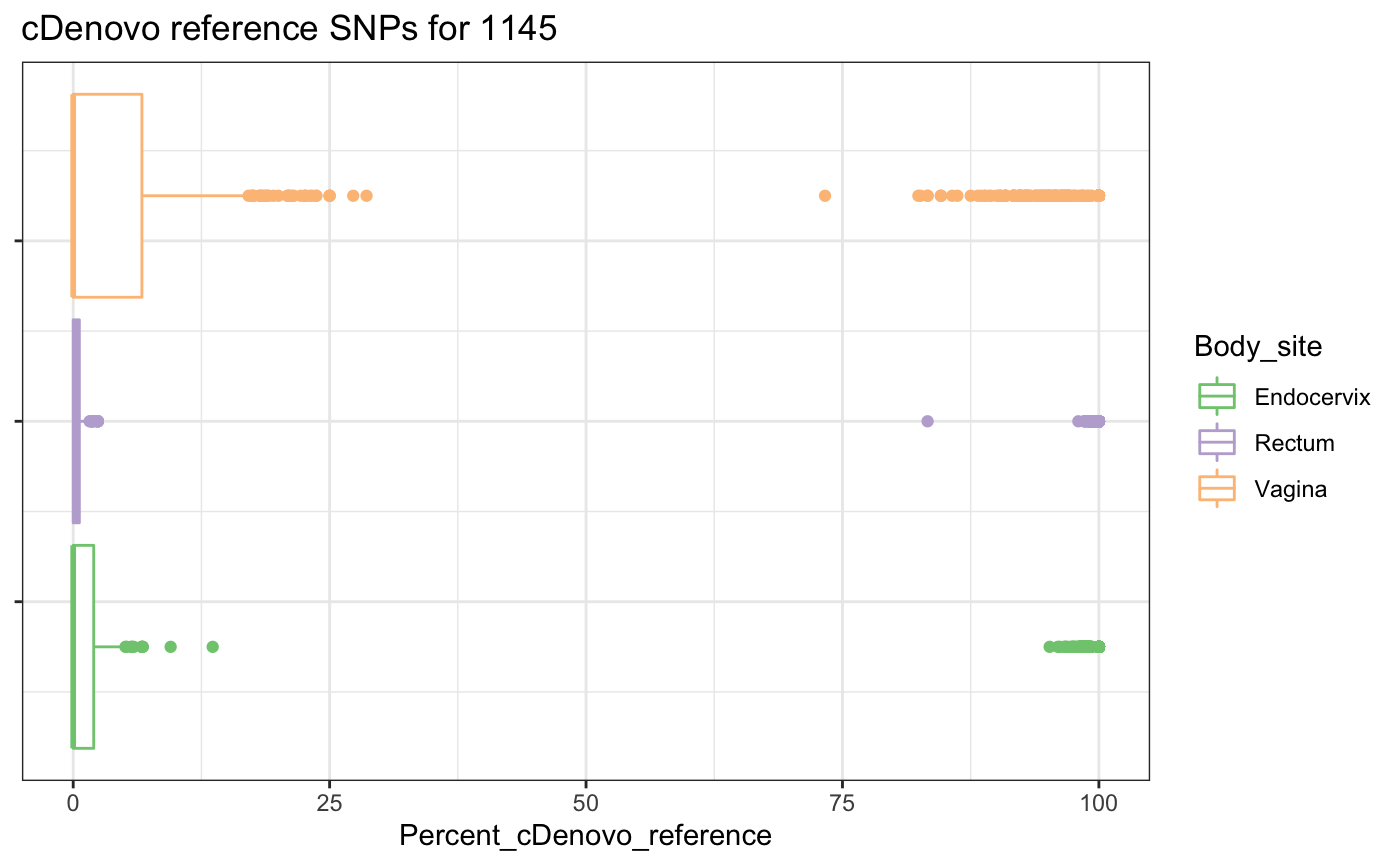 cDenovo reference SNPs for 1145
Body_site
Endocervix
Rectum
Vagina
0 25 50 75 100
Percent_cDenovo_reference